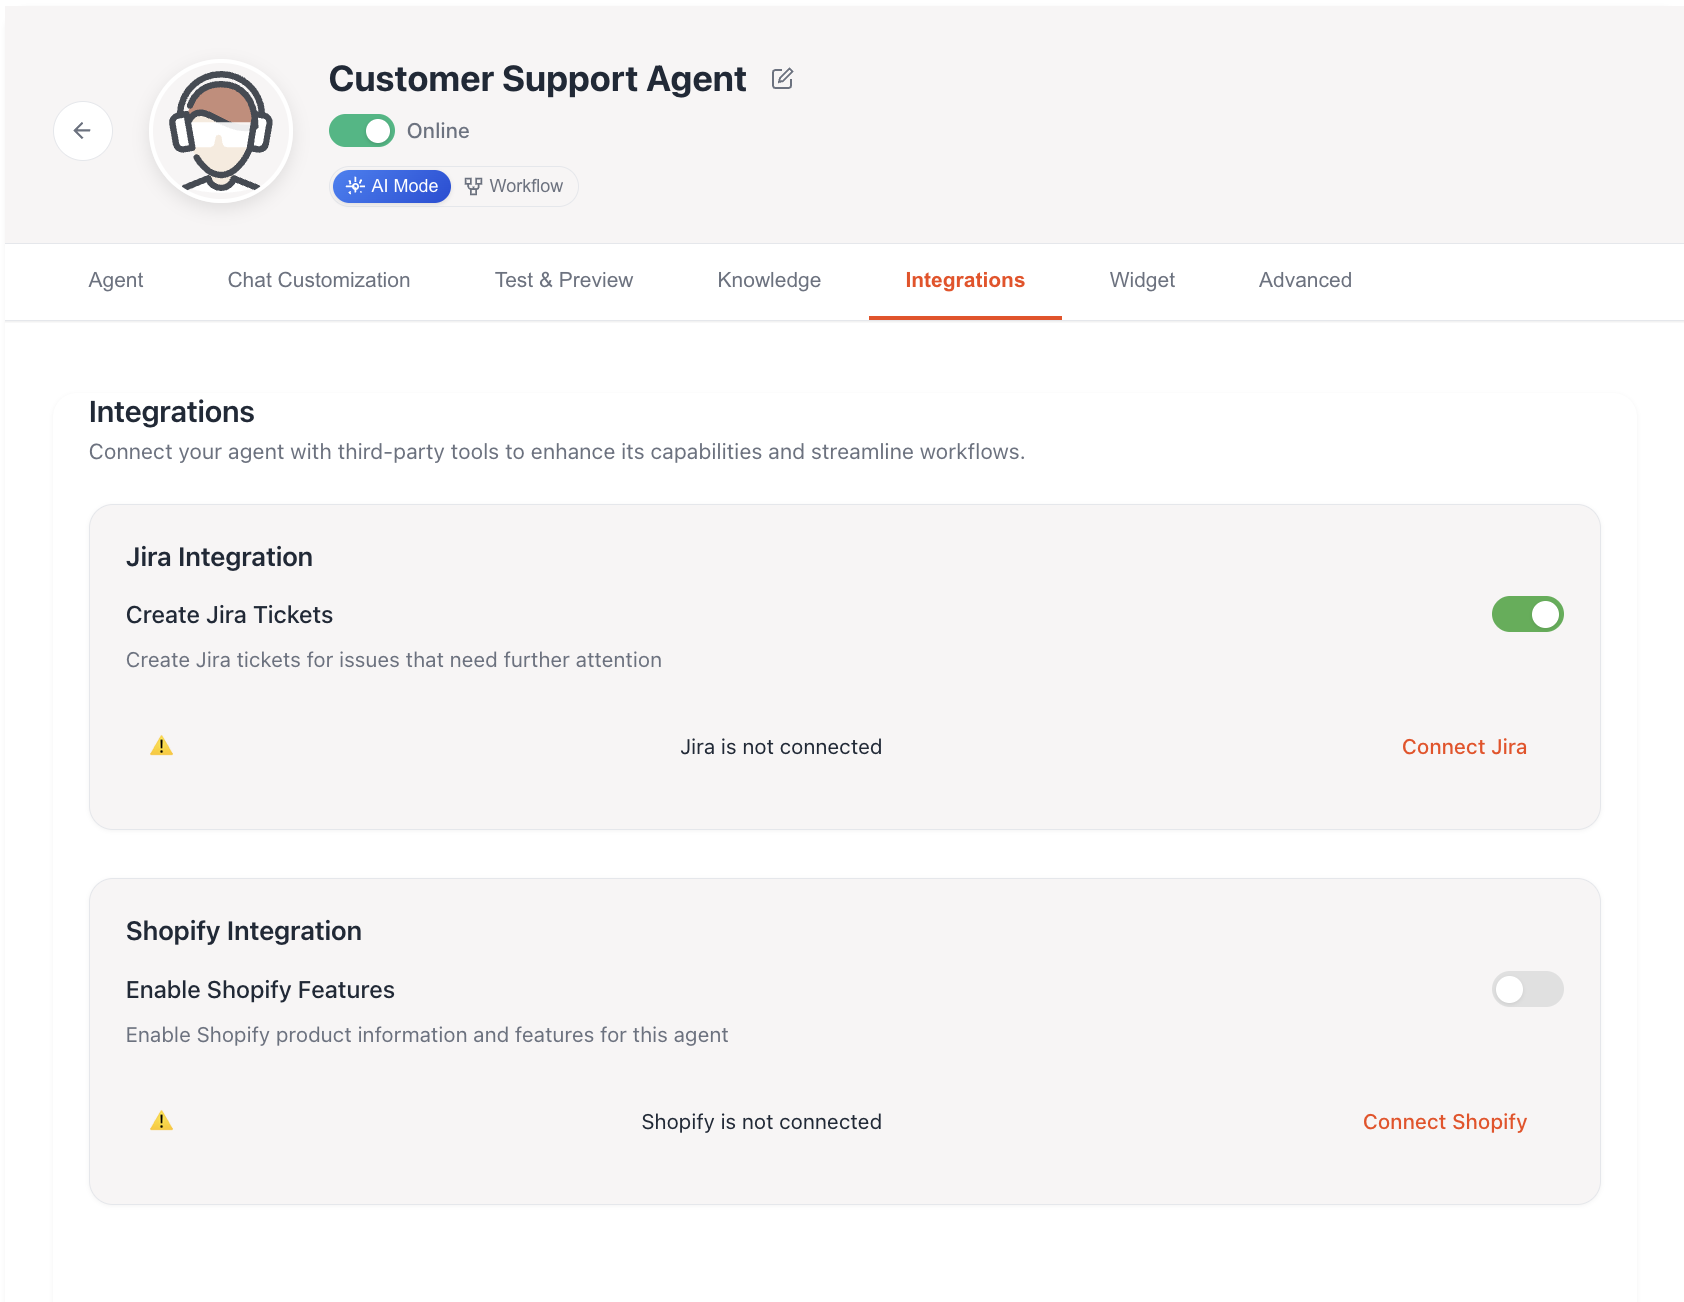 Customer Support Agent
Online
AI Mode
Workflow
Agent
Chat Customization
Test & Preview
Knowledge
Integrations
Widget
Advanced
Integrations
Connect your agent with third-party tools to enhance its capabilities and streamline workflows.
Jira Integration
Create Jira Tickets
Create Jira tickets for issues that need further attention
Jira is not connected
Connect Jira
Shopify Integration
Enable Shopify Features
Enable Shopify product information and features for this agent
Shopify is not connected
Connect Shopify